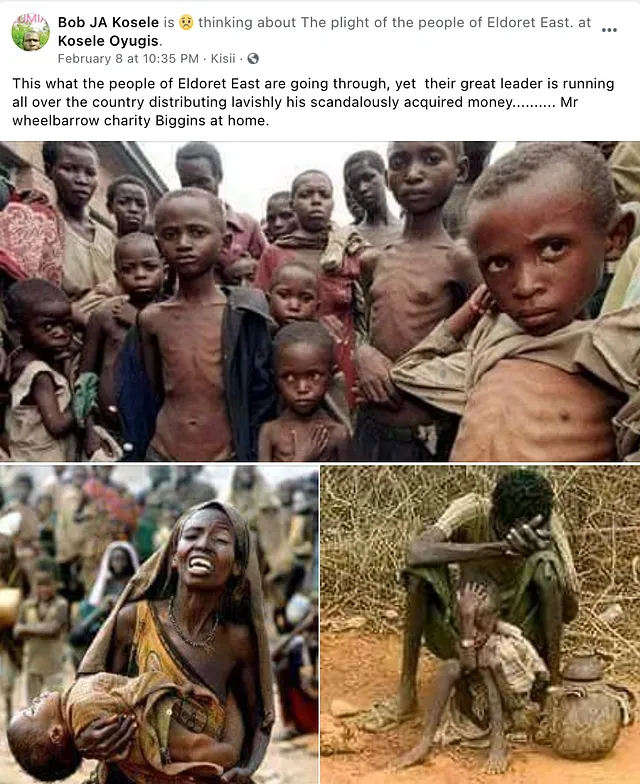 Bob JA Kosele is 😟 thinking about The plight of the people of Eldoret East. at
Kosele Oyugis.
February 8 at 10:35 PM · Kisii ·
This what the people of Eldoret East are going through, yet their great leader is running
all over the country distributing lavishly his scandalously acquired money.......... Mr
wheelbarrow charity Biggins at home.